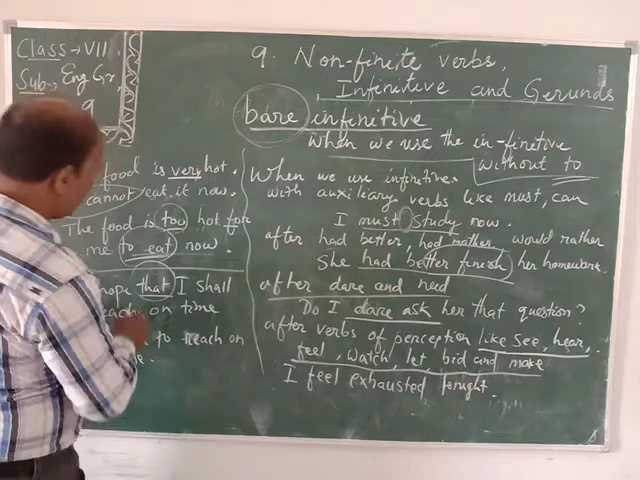 Class → VII
Sub → Eng Gr,
9
9. Non-finite verbs,
Infinitive and Gerunds
bare infinitive
when we use the in-finitive
without to
When we use infinitive
with auxiliary verbs like must, can
I must study now.
after had better, had rather, would rather
She had better finish her homework.
after dare and need
Do I dare ask her that question?
after verbs of perception like see, hear,
feel, watch, let bid and make
I feel exhausted tonight.
food is very hot.
cannot eat it now.
The food is too hot for
me to eat now.
hope that I shall
reach on time
to reach on